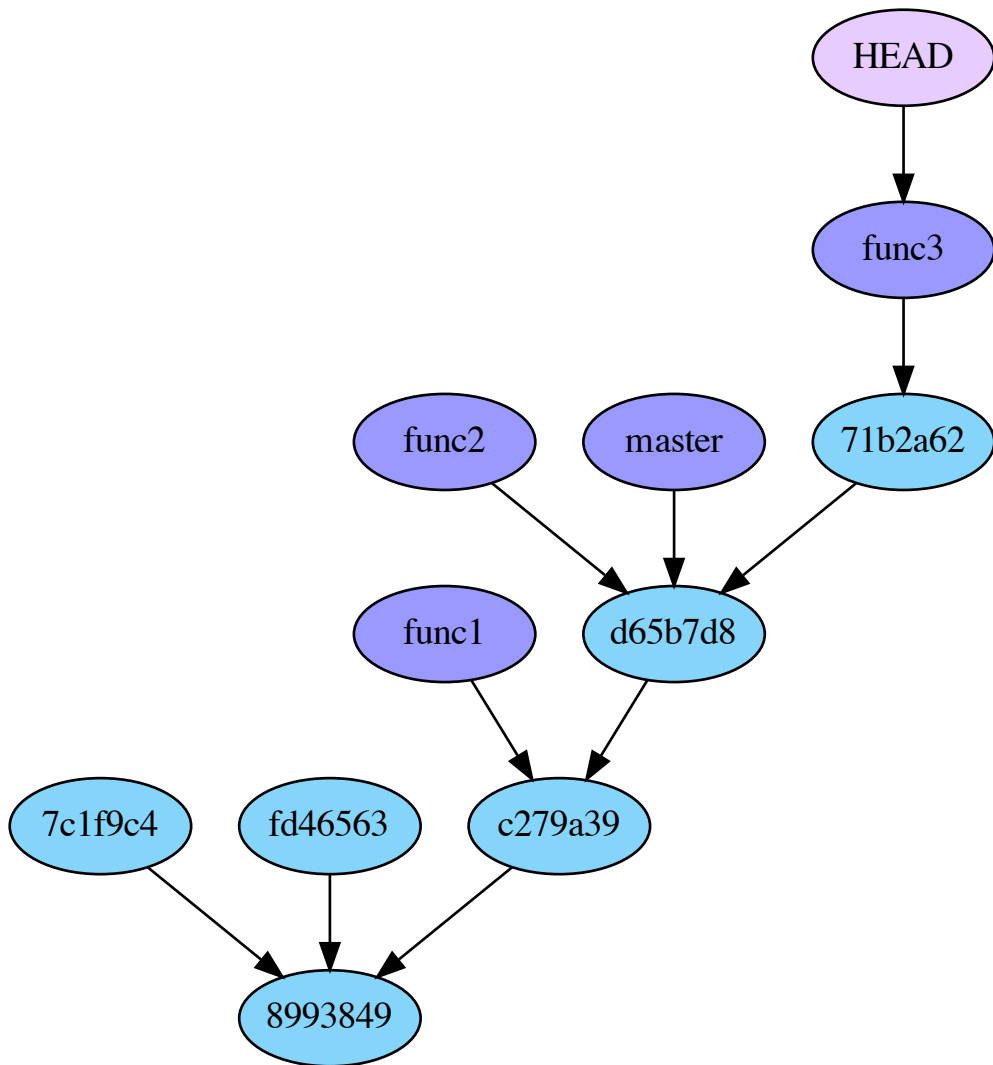 HEAD
func3
func2
master
71b2a62
func1
d65b7d8
7c1f9c4
fd46563
c279a39
8993849